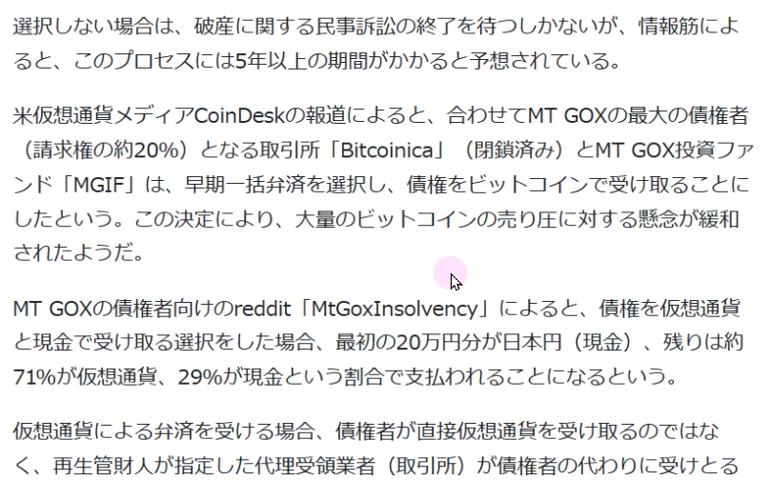 選択しない場合は、破産に関する民事訴訟の終了を待つしかないが、情報筋によ
ると、このプロセスには5年以上の期間がかかると予想されている。
米仮想通貨メディアCoinDeskの報道によると、合わせてMT GOXの最大の債権者
（請求権の約20%）となる取引所「Bitcoinica」（閉鎖済み）とMT GOX投資ファ
ンド「MGIF」は、早期一括弁済を選択し、債権をビットコインで受け取ることに
したという。この決定により、大量のビットコインの売り圧に対する懸念が緩和
されたようだ。
MT GOXの債権者向けのreddit「MtGoxInsolvency」によると、債権を仮想通貨
と現金で受け取る選択をした場合、最初の20万円分が日本円（現金）、残りは約
71%が仮想通貨、29%が現金という割合で支払われることになるという。
仮想通貨による弁済を受ける場合、債権者が直接仮想通貨を受け取るのではな
く、再生管財人が指定した代理受領業者（取引所）が債権者の代わりに受けとる